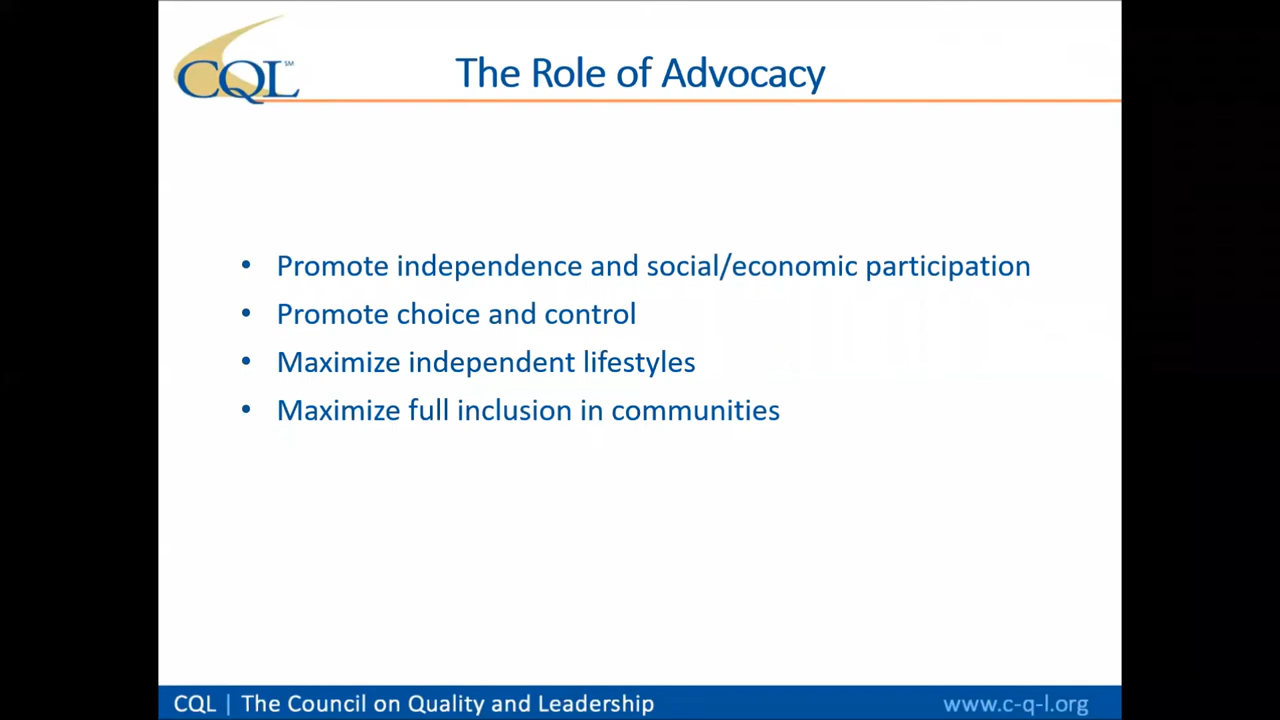 CQL℠
The Role of Advocacy
• Promote independence and social/economic participation
• Promote choice and control
• Maximize independent lifestyles
• Maximize full inclusion in communities
CQL | The Council on Quality and Leadership
www.c-q-l.org